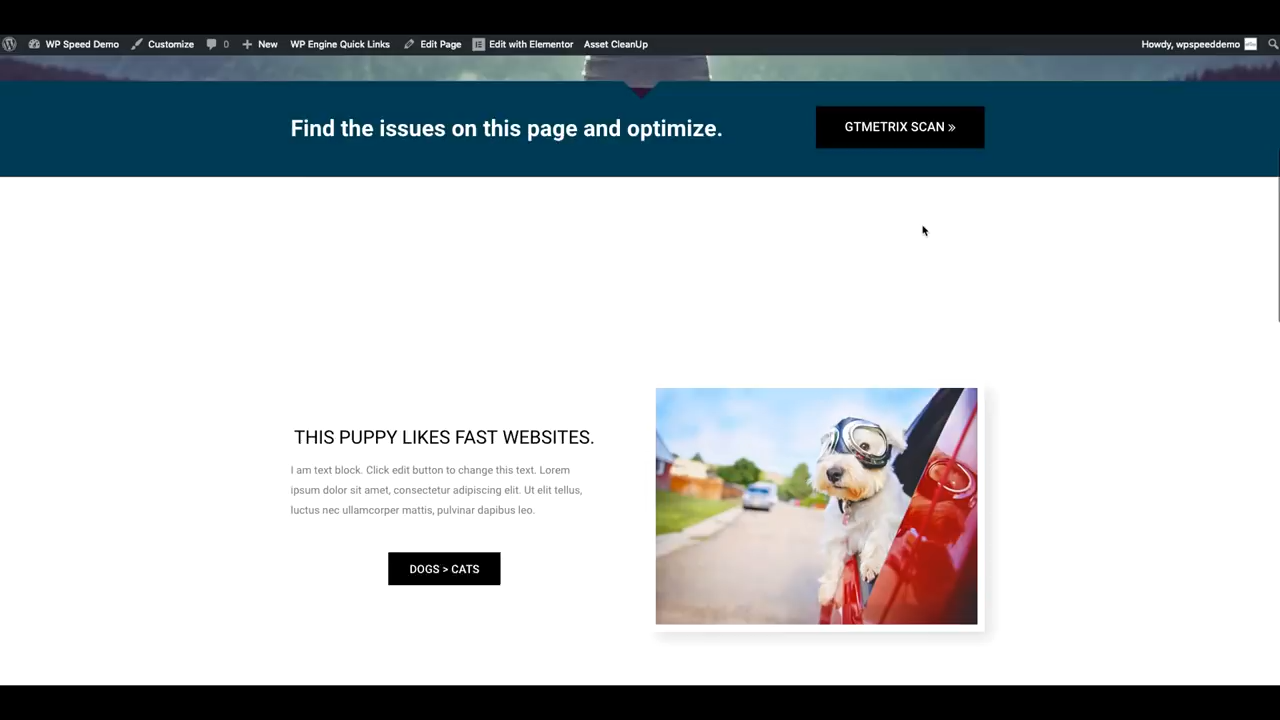 WP Speed Demo Customize 0 New WP Engine Quick Links Edit Page Edit with Elementor Asset CleanUp Howdy, wpspeeddemo
Find the issues on this page and optimize.
GTMETRIX SCAN »
THIS PUPPY LIKES FAST WEBSITES.
I am text block. Click edit button to change this text. Lorem
ipsum dolor sit amet, consectetur adipiscing elit. Ut elit tellus,
luctus nec ullamcorper mattis, pulvinar dapibus leo.
DOGS > CATS